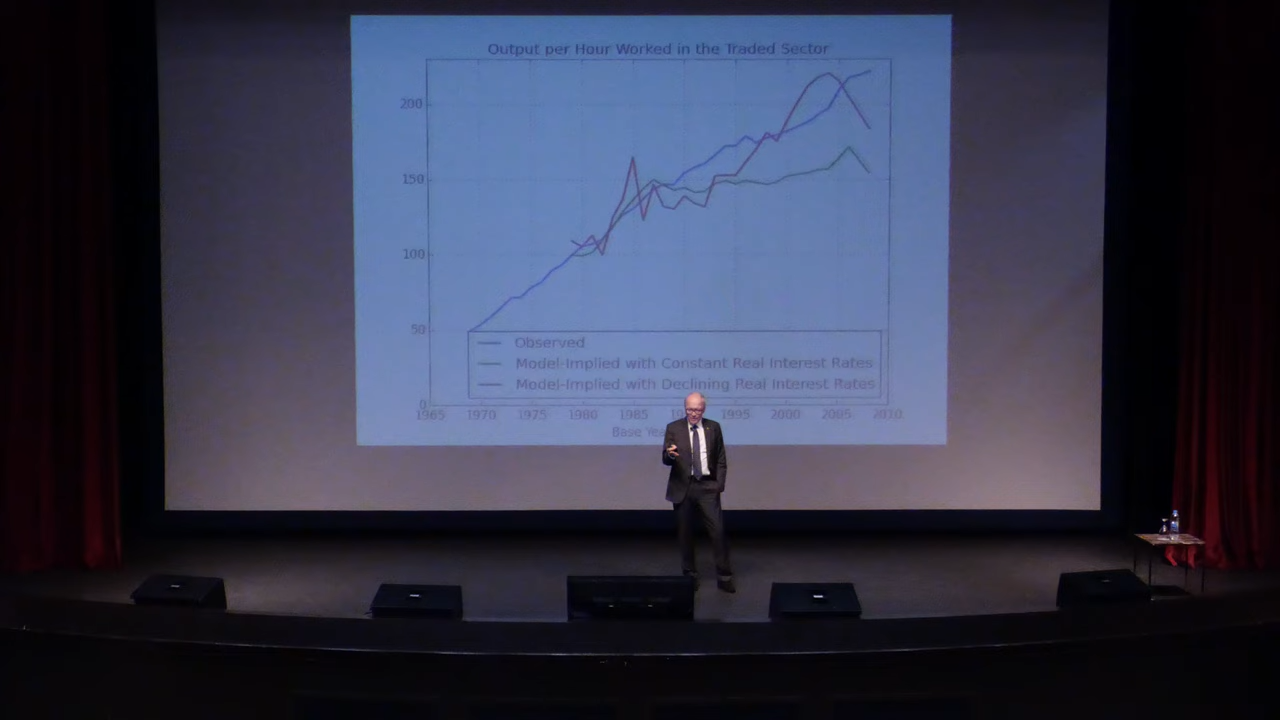 Output per Hour Worked in the Traded Sector
200
150
100
50
0
Observed
Model-Implied with Constant Real Interest Rates
Model-Implied with Declining Real Interest Rates
1965 1970 1975 1980 1985 1995 2000 2005 2010
Base